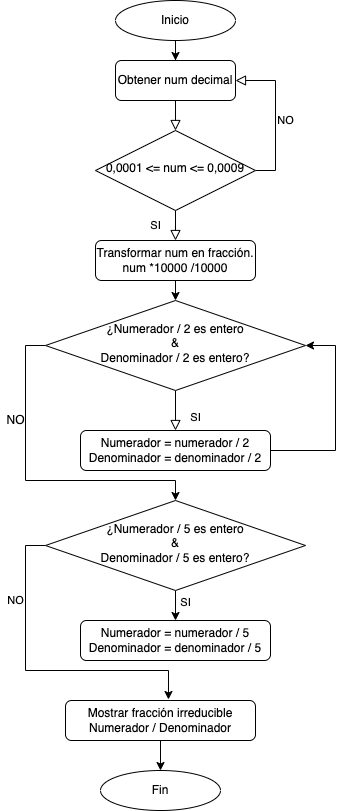 Inicio
Obtener num decimal
NO
0,0001 <= num <= 0,0009
SI
Transformar num en fracción.
num *10000 /10000
¿Numerador / 2 es entero
&
Denominador / 2 es entero?
NO
SI
Numerador = numerador / 2
Denominador = denominador / 2
¿Numerador / 5 es entero
&
Denominador / 5 es entero?
NO
SI
Numerador = numerador / 5
Denominador = denominador / 5
Mostrar fracción irreducible
Numerador / Denominador
Fin